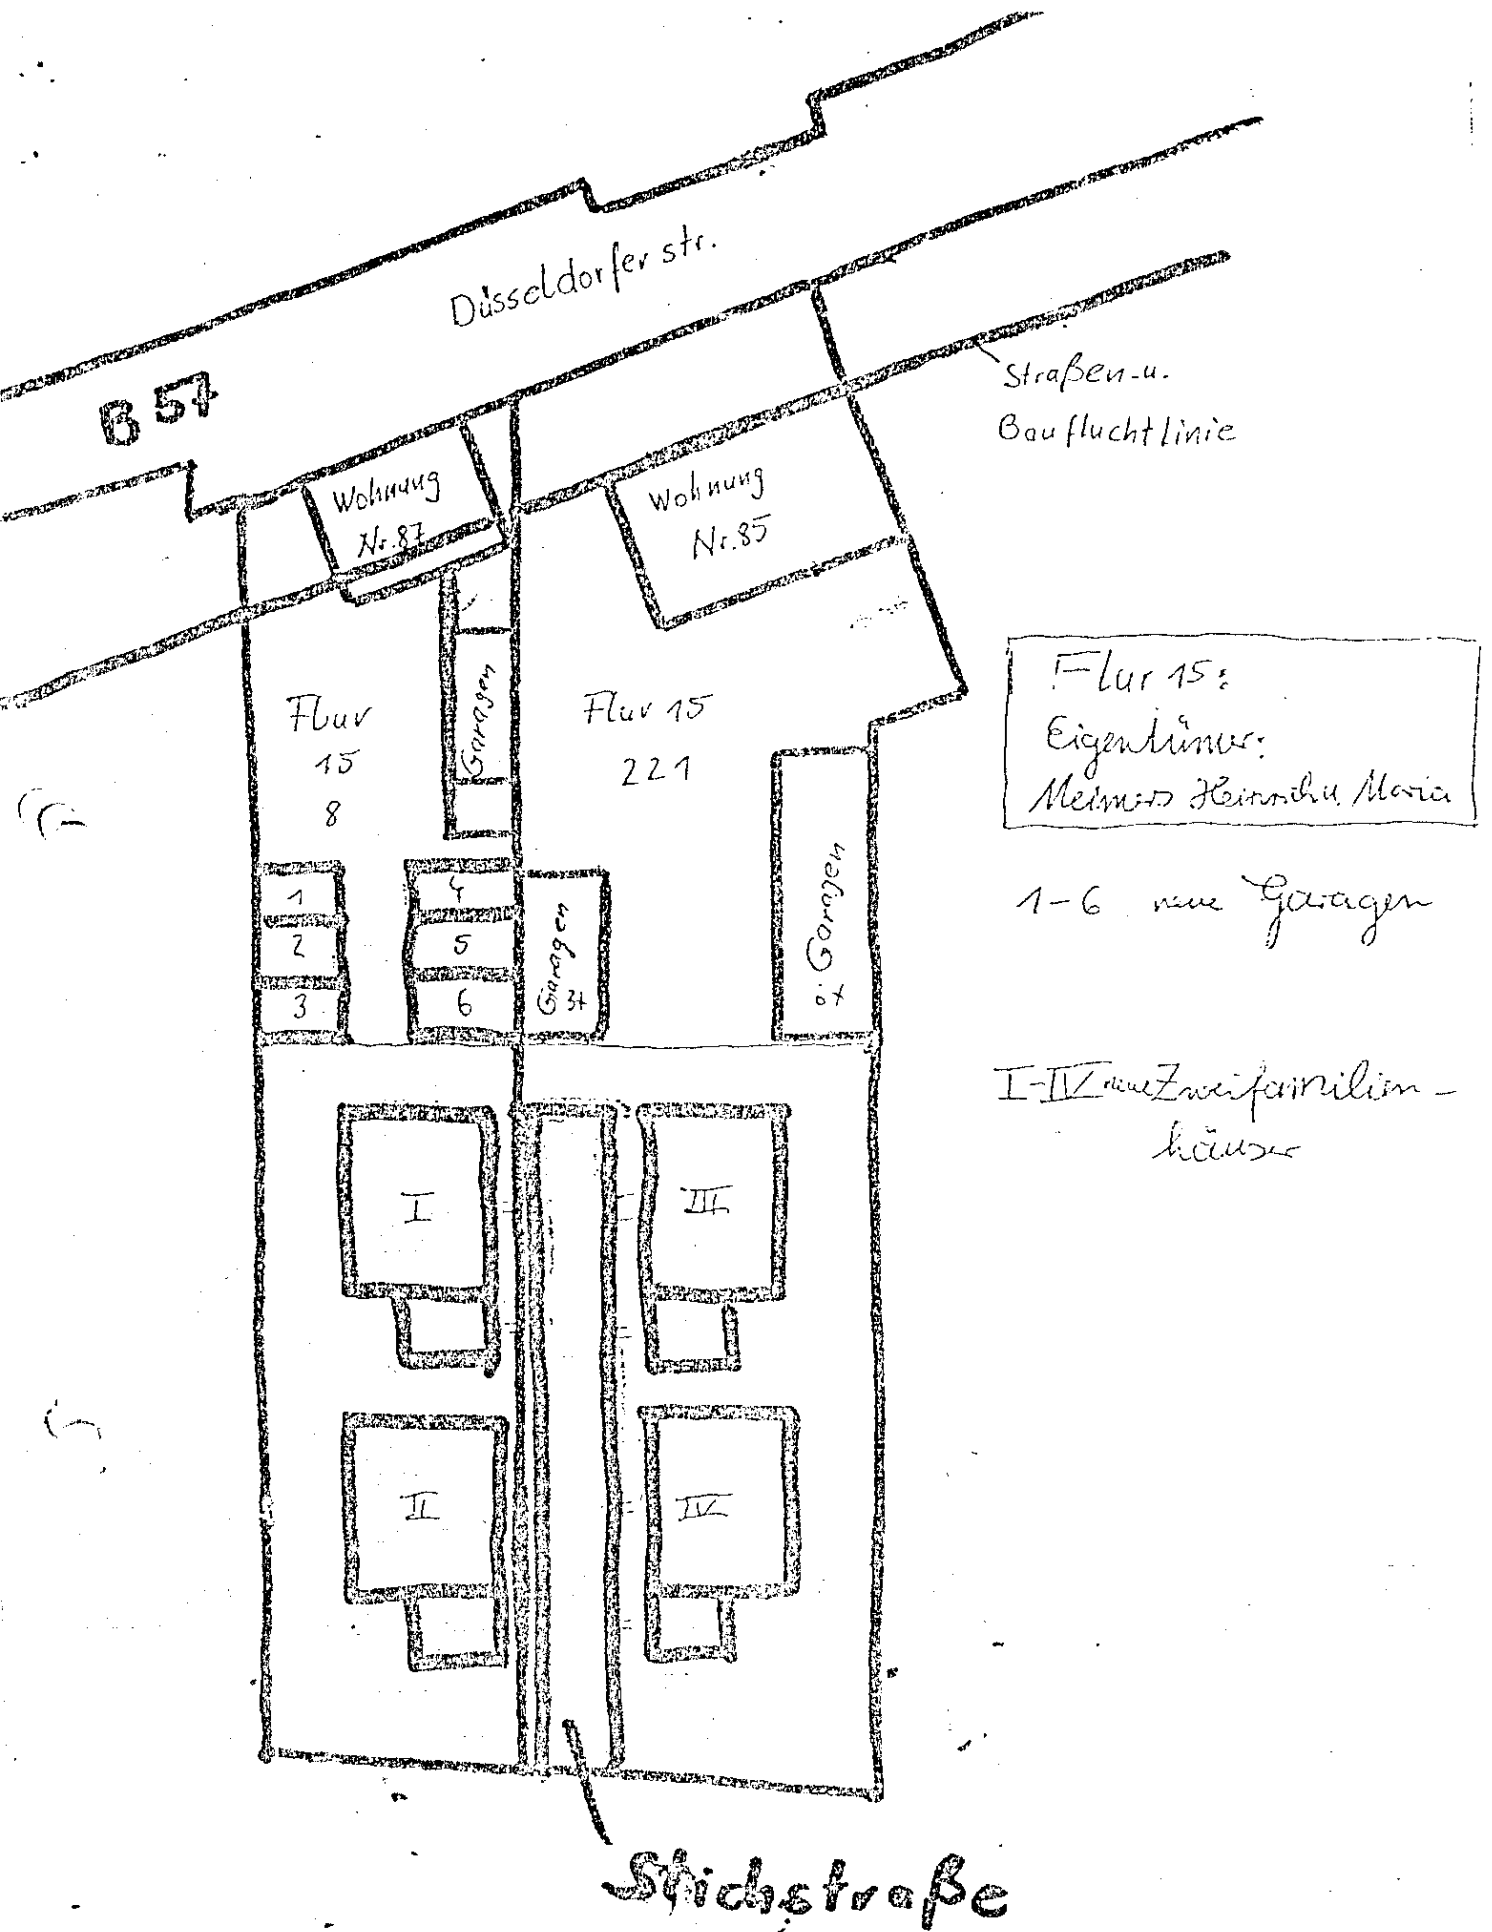 Düsseldorfer str.
B 57
Straßen-u.
Baufluchtlinie
Wohnung
Nr.87
Wohnung
Nr.85
Garagen
Flur
15
8
Flur 15
221
Flur 15:
Eigentümer:
Heinrich u. Maria
1-6 neue Garagen
1
2
3
4
5
6
Garagen
Garagen
I-IV neue Zweifamilien-
häuser
I
III
II
IV
Stichstraße